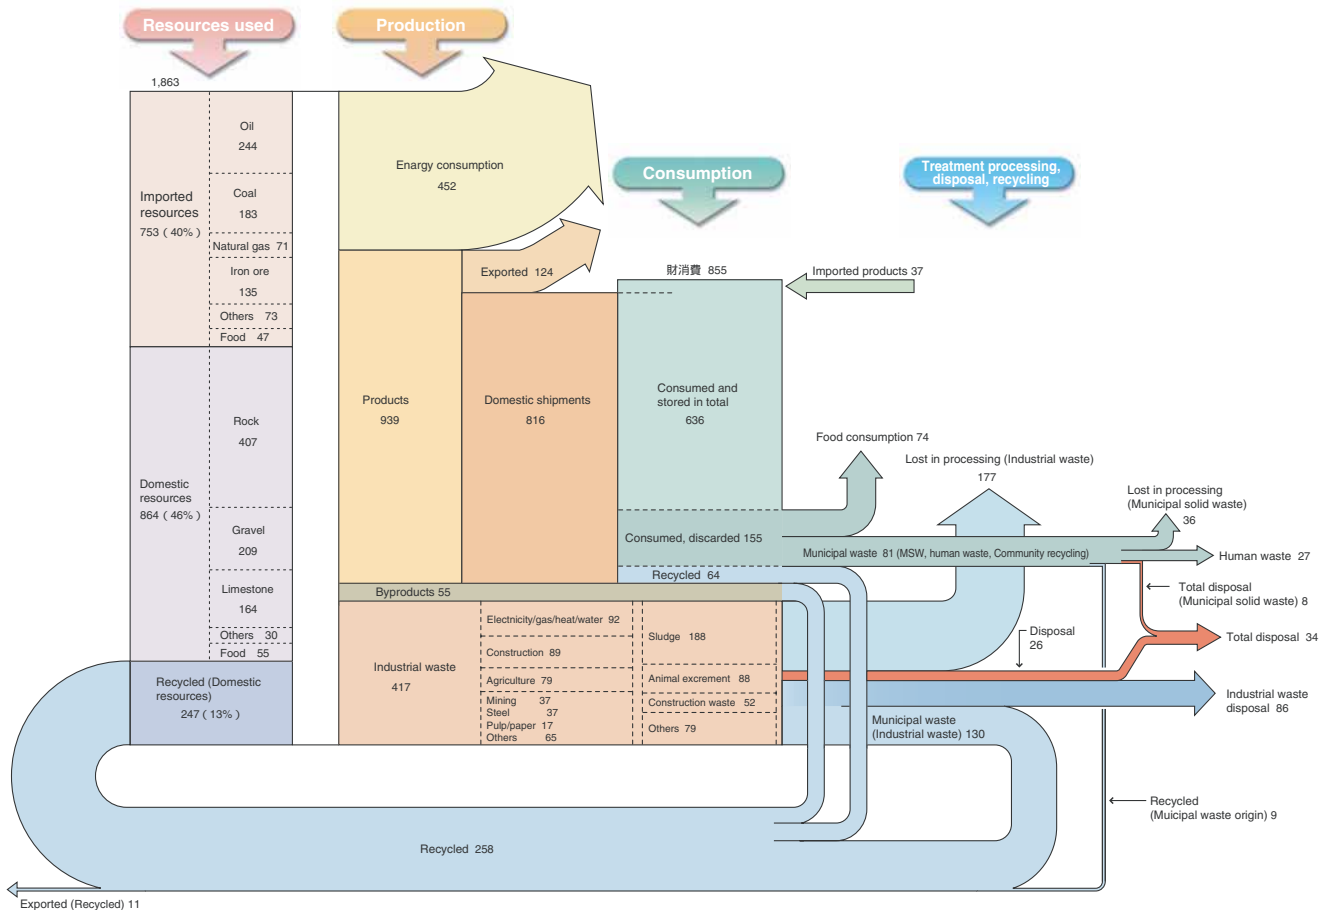 Resources used
Production
1,863
Oil
244
Coal
183
Natural gas 71
Iron ore
135
Others 73
Food 47
Imported
resources
753 ( 40% )
Rock
407
Domestic
resources
864 ( 46% )
Gravel
209
Limestone
164
Others 30
Food 55
Recycled (Domestic
resources)
247 ( 13% )
Enargy consumption
452
Exported 124
Products
939
Domestic shipments
816
Byproducts 55
Industrial waste
417
Electnicity/gas/heat/water 92
Construction 89
Agriculture 79
Mining 37
Steel 37
Pulp/paper 17
Others 65
Sludge 188
Animal excrement 88
Construction waste 52
Others 79
Consumption
財消費 855
Imported products 37
Consumed and
stored in total
636
Consumed, discarded 155
Recycled 64
Treatment processing,
disposal, recycling
Food consumption 74
Lost in processing (Industrial waste)
177
Lost in processing
(Municipal solid waste)
36
Municipal waste 81 (MSW, human waste, Community recycling)
Human waste 27
Total disposal
(Municipal solid waste) 8
Disposal
26
Total disposal 34
Industrial waste
disposal 86
Municipal waste
(Industrial waste) 130
Recycled
(Muicipal waste origin) 9
Recycled 258
Exported (Recycled) 11